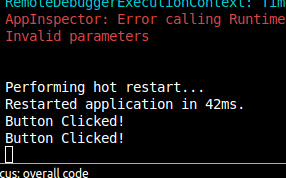 RemoteDebuggerExecutionContext: Tim
AppInspector: Error calling Runtime
Invalid parameters
Performing hot restart...
Restarted application in 42ms.
Button Clicked!
Button Clicked!
cus: overall code